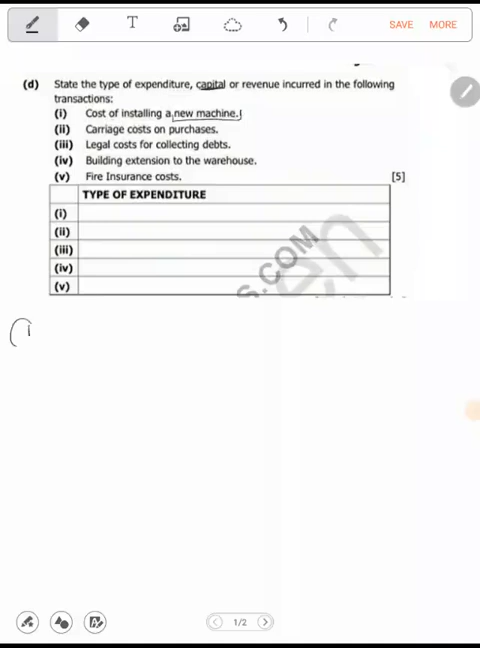 T
SAVE
MORE
(d) State the type of expenditure, capital or revenue incurred in the following
transactions:
(i) Cost of installing a new machine.
(ii) Carriage costs on purchases.
(iii) Legal costs for collecting debts.
(iv) Building extension to the warehouse.
(v) Fire Insurance costs. [5]
TYPE OF EXPENDITURE
(i)
(ii)
(iii)
(iv)
(v)
S.COM
en
(i
1/2